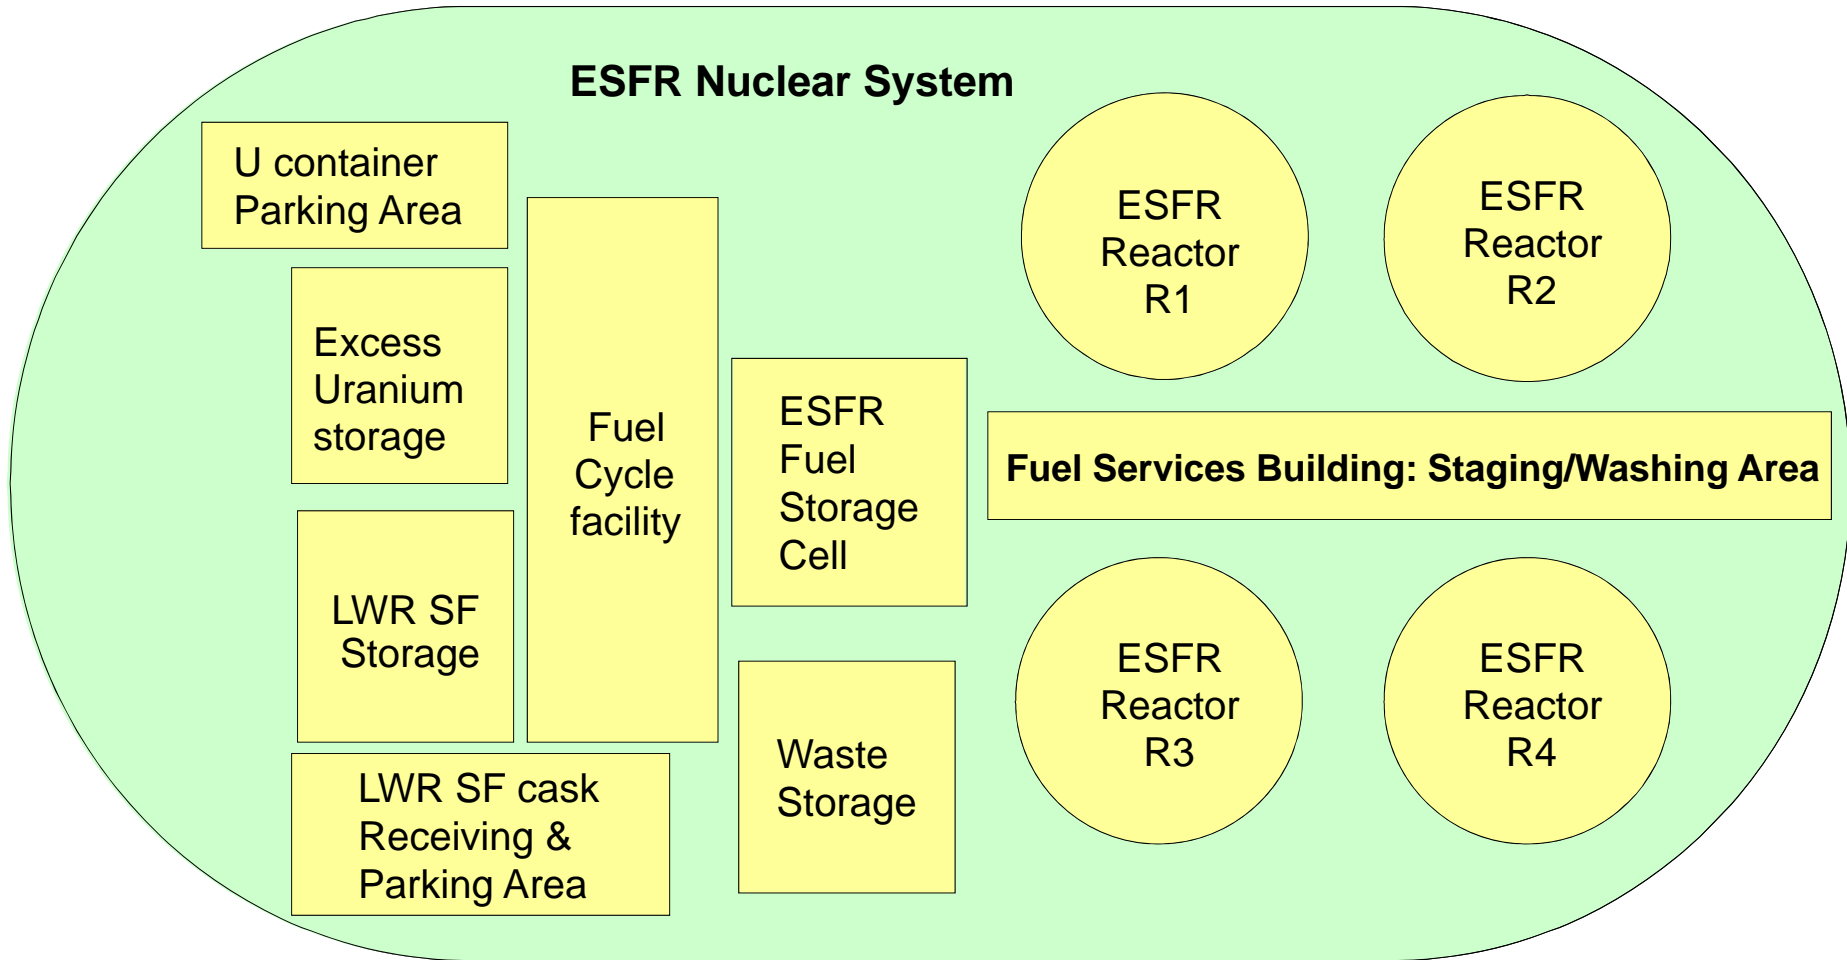 ESFR Nuclear System
U container
Parking Area
Excess
Uranium
storage
LWR SF
Storage
LWR SF cask
Receiving &
Parking Area
Fuel
Cycle
facility
ESFR
Fuel
Storage
Cell
Waste
Storage
ESFR
Reactor
R1
ESFR
Reactor
R2
Fuel Services Building: Staging/Washing Area
ESFR
Reactor
R3
ESFR
Reactor
R4